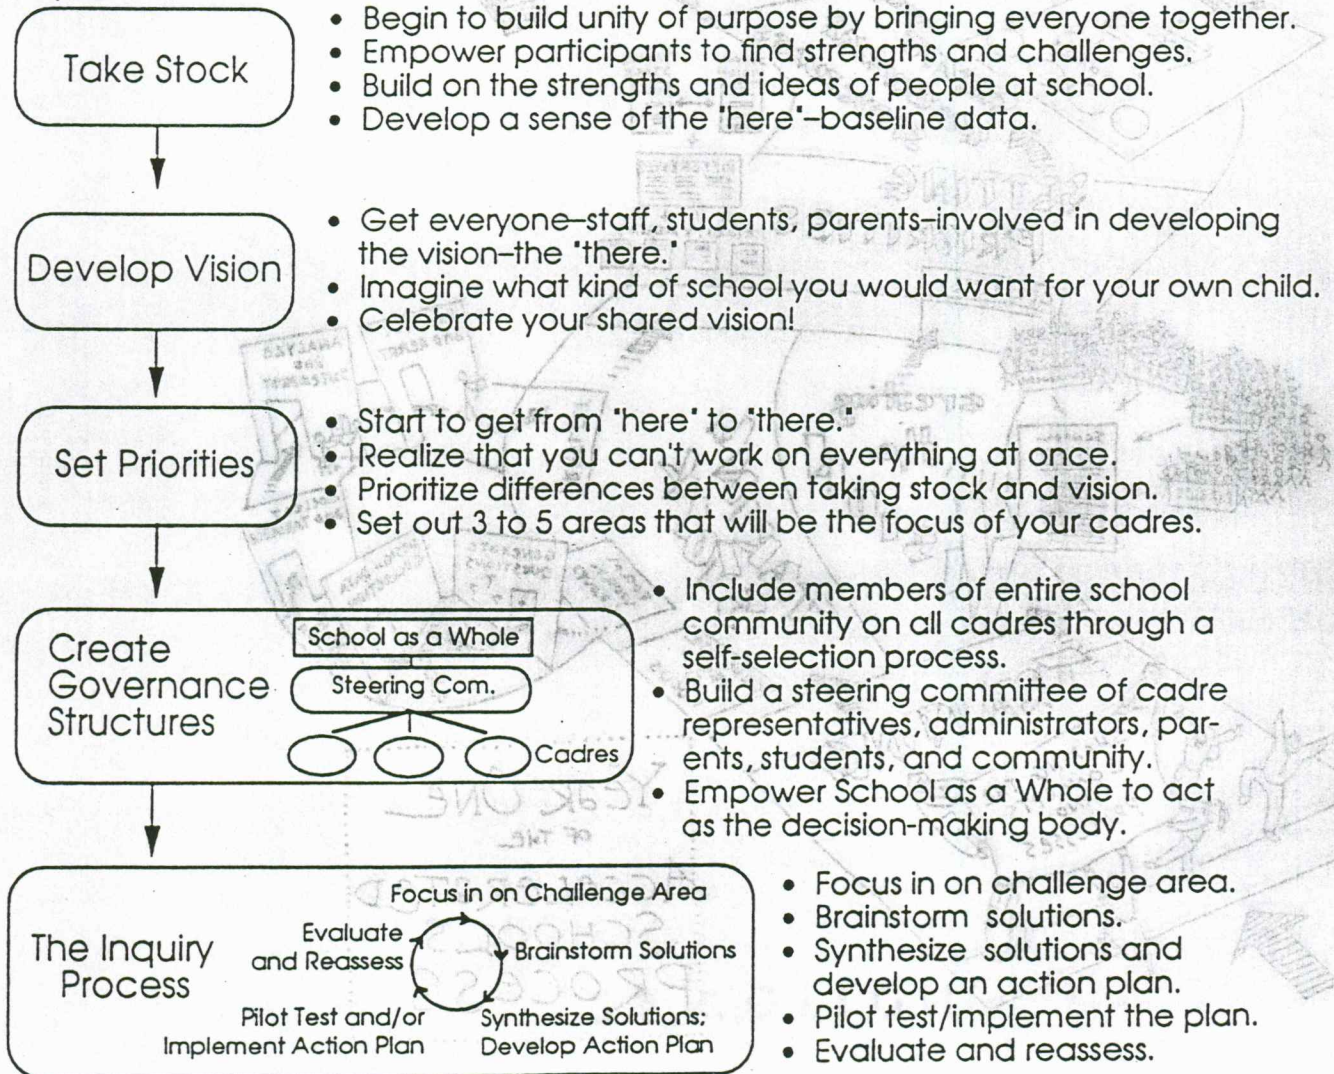 Take Stock
• Begin to build unity of purpose by bringing everyone together.
• Empower participants to find strengths and challenges.
• Build on the strengths and ideas of people at school.
• Develop a sense of the "here"–baseline data.
Develop Vision
• Get everyone–staff, students, parents–involved in developing
the vision–the "there."
• Imagine what kind of school you would want for your own child.
• Celebrate your shared vision!
Set Priorities
• Start to get from "here" to "there."
• Realize that you can't work on everything at once.
• Prioritize differences between taking stock and vision.
• Set out 3 to 5 areas that will be the focus of your cadres.
Create
Governance
Structures
School as a Whole
Steering Com.
Cadres
• Include members of entire school
community on all cadres through a
self-selection process.
• Build a steering committee of cadre
representatives, administrators, par-
ents, students, and community.
• Empower School as a Whole to act
as the decision-making body.
The Inquiry
Process
Focus in on Challenge Area
Brainstorm Solutions
Synthesize Solutions:
Develop Action Plan
Pilot Test and/or
Implement Action Plan
Evaluate
and Reassess
• Focus in on challenge area.
• Brainstorm solutions.
• Synthesize solutions and
develop an action plan.
• Pilot test/implement the plan.
• Evaluate and reassess.
YEAR ONE
OF THE
ACCELERATED
SCHOOLS
PROCESS